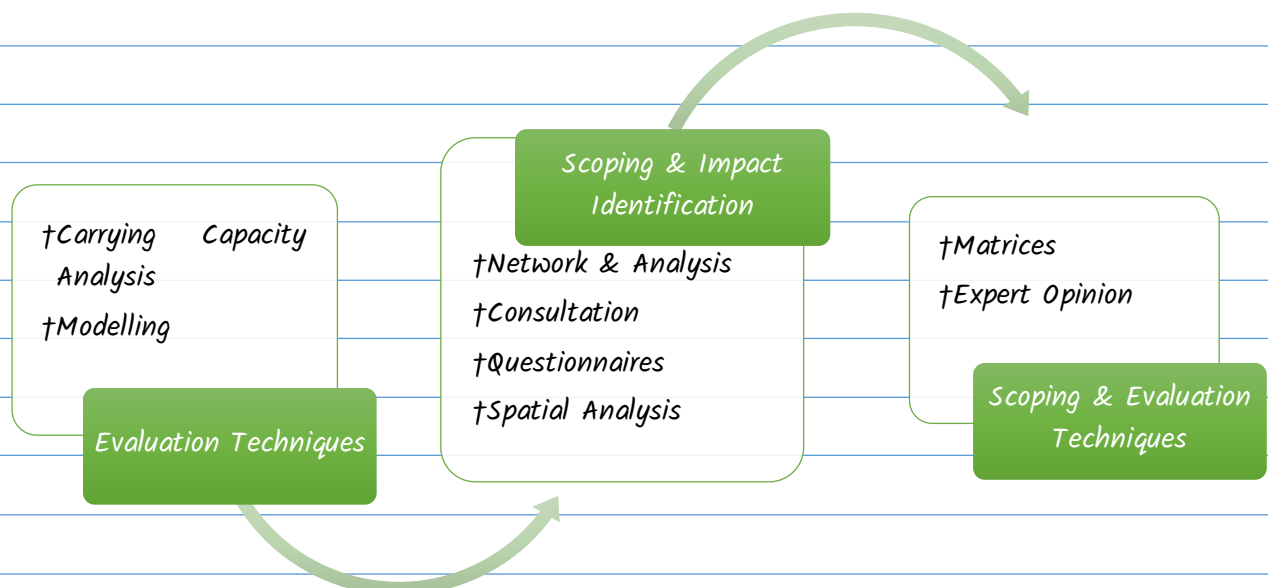 †Carrying Capacity
Analysis
†Modelling
Evaluation Techniques
Scoping & Impact
Identification
†Network & Analysis
†Consultation
†Questionnaires
†Spatial Analysis
†Matrices
†Expert Opinion
Scoping & Evaluation
Techniques